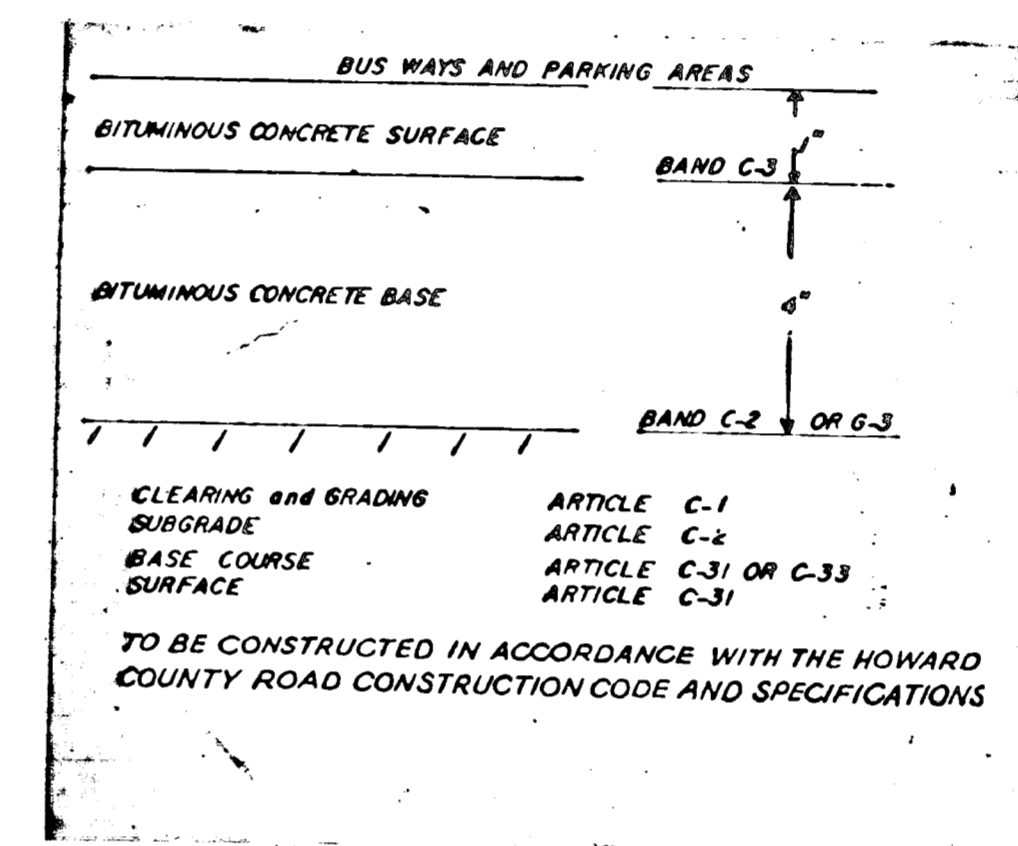 BUS WAYS AND PARKING AREAS
BITUMINOUS CONCRETE SURFACE
1"
BAND C-3
BITUMINOUS CONCRETE BASE
4"
BAND C-2 OR G-3
CLEARING and GRADING ARTICLE C-1
SUBGRADE ARTICLE C-2
BASE COURSE ARTICLE C-31 OR C-33
SURFACE ARTICLE C-31
TO BE CONSTRUCTED IN ACCORDANCE WITH THE HOWARD
COUNTY ROAD CONSTRUCTION CODE AND SPECIFICATIONS